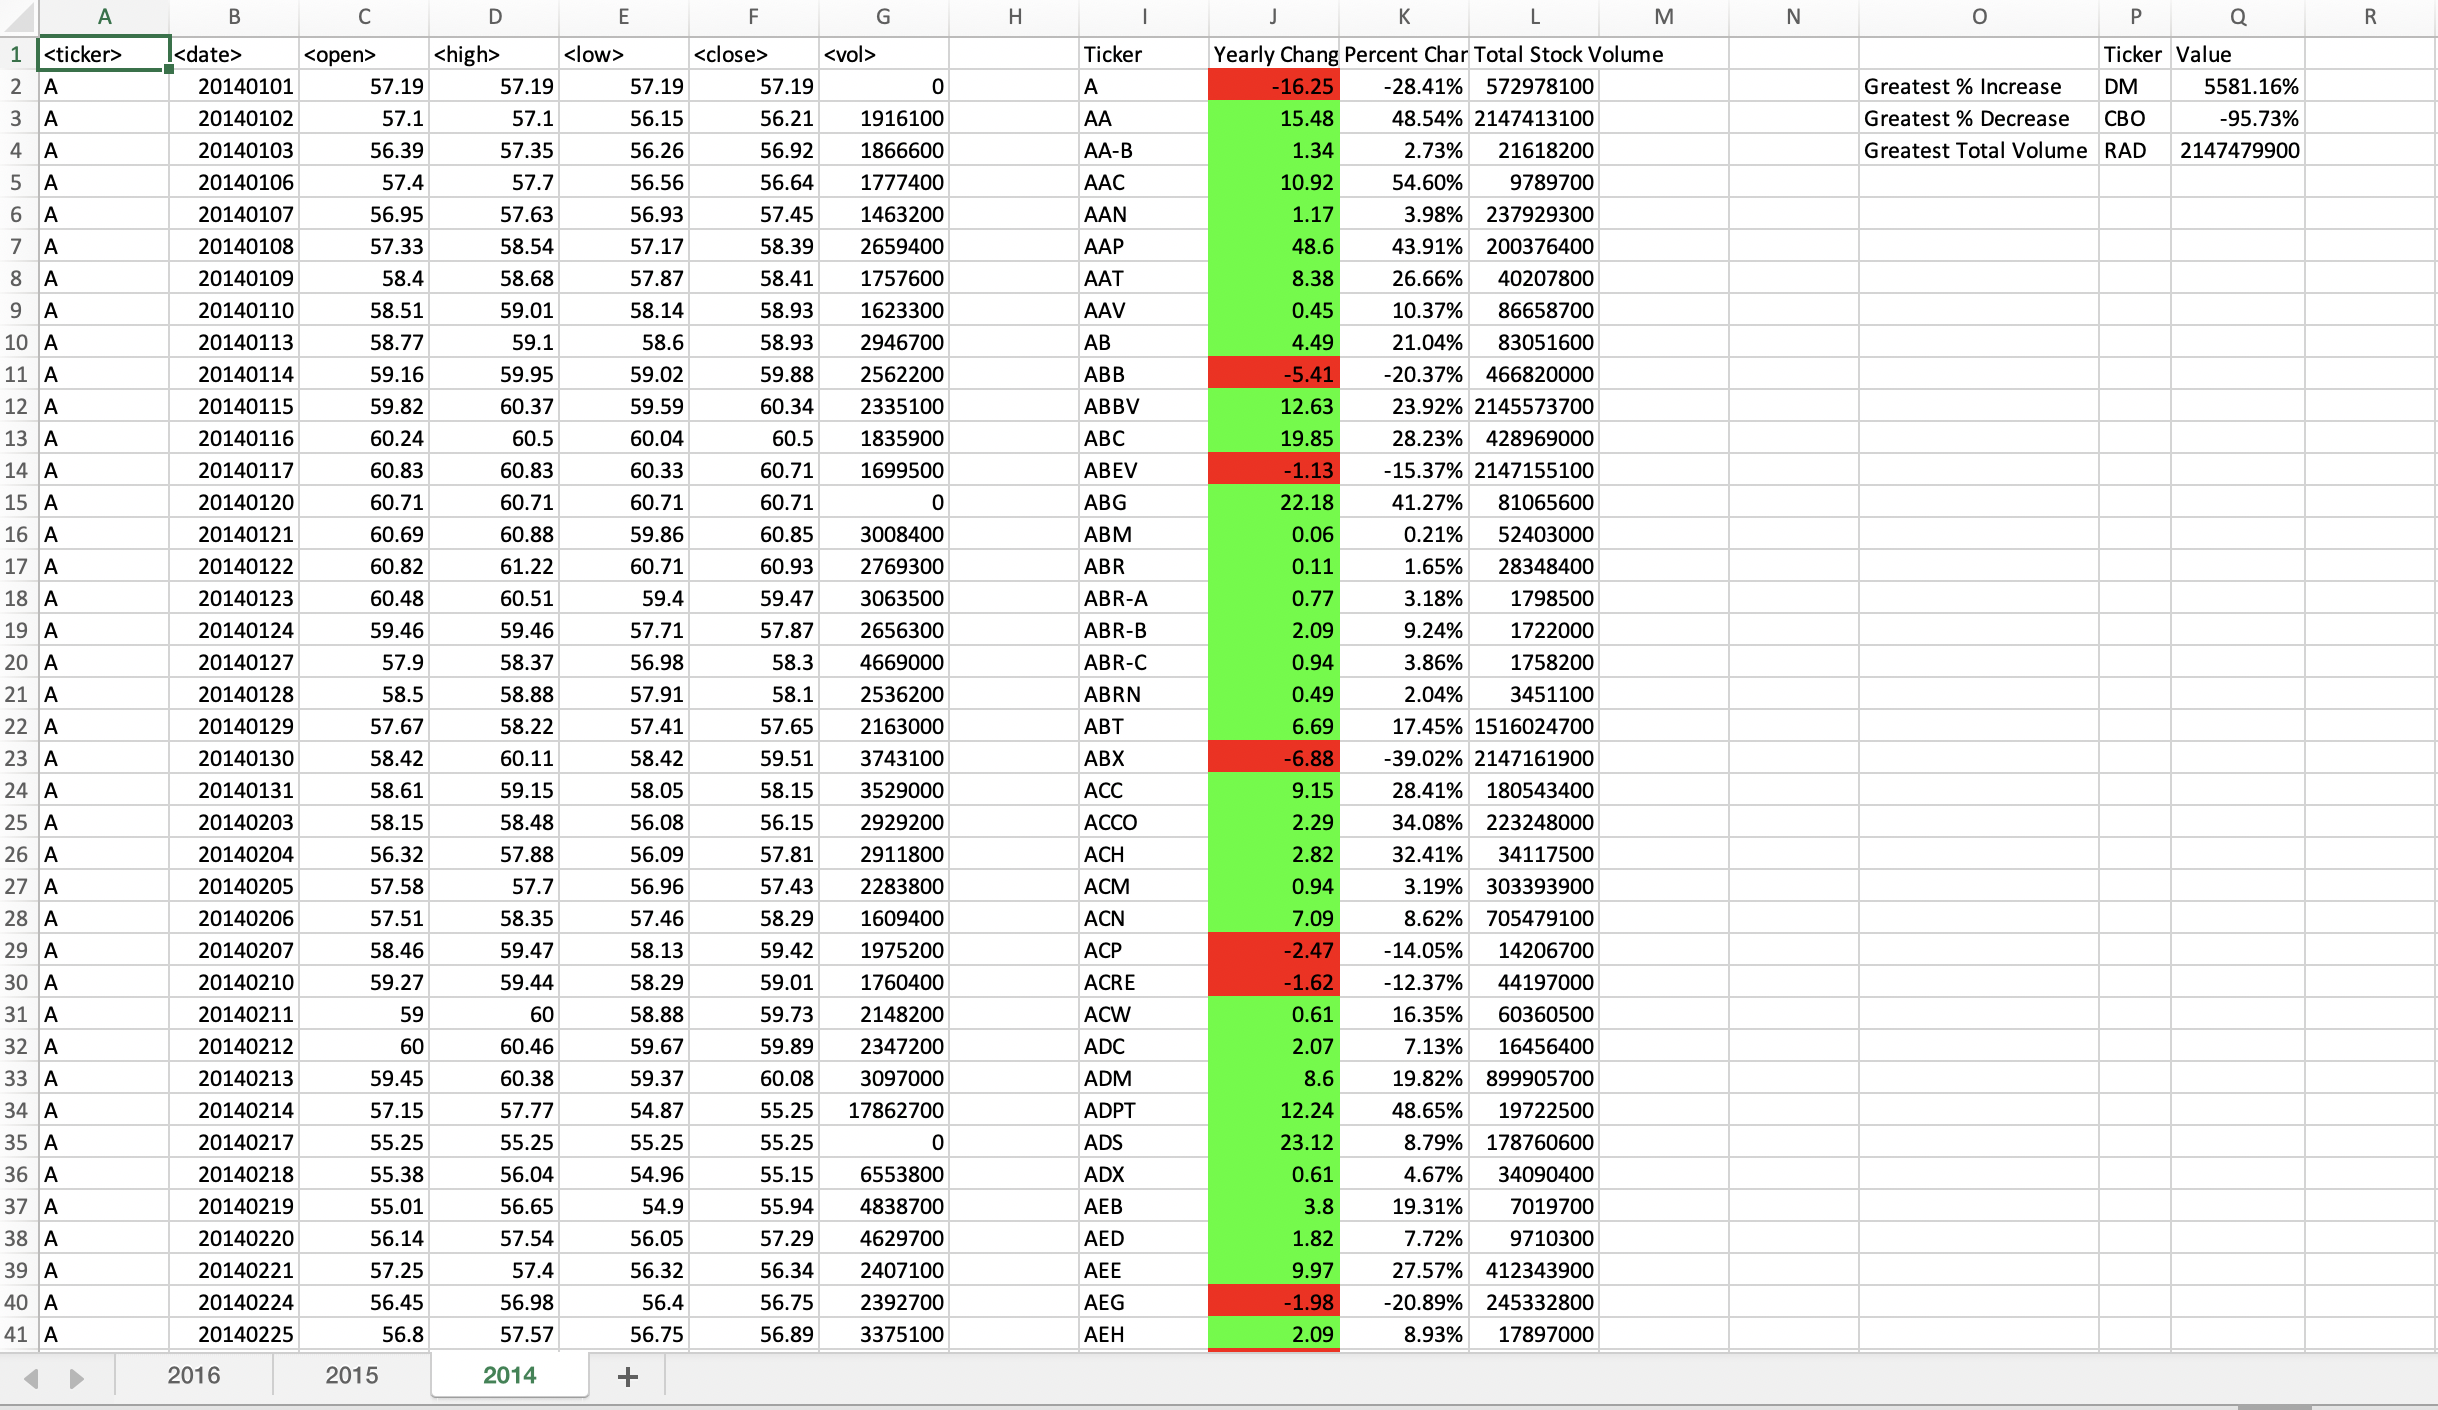 A B C D E F G H I J K L M N O P Q R
1 <ticker> <date> <open> <high> <low> <close> <vol> Ticker Yearly Chang Percent Char Total Stock Volume Ticker Value
2 A 20140101 57.19 57.19 57.19 57.19 0 A -16.25 -28.41% 572978100 Greatest % Increase DM 5581.16%
3 A 20140102 57.1 57.1 56.15 56.21 1916100 AA 15.48 48.54% 2147413100 Greatest % Decrease CBO -95.73%
4 A 20140103 56.39 57.35 56.26 56.92 1866600 AA-B 1.34 2.73% 21618200 Greatest Total Volume RAD 2147479900
5 A 20140106 57.4 57.7 56.56 56.64 1777400 AAC 10.92 54.60% 9789700
6 A 20140107 56.95 57.63 56.93 57.45 1463200 AAN 1.17 3.98% 237929300
7 A 20140108 57.33 58.54 57.17 58.39 2659400 AAP 48.6 43.91% 200376400
8 A 20140109 58.4 58.68 57.87 58.41 1757600 AAT 8.38 26.66% 40207800
9 A 20140110 58.51 59.01 58.14 58.93 1623300 AAV 0.45 10.37% 86658700
10 A 20140113 58.77 59.1 58.6 58.93 2946700 AB 4.49 21.04% 83051600
11 A 20140114 59.16 59.95 59.02 59.88 2562200 ABB -5.41 -20.37% 466820000
12 A 20140115 59.82 60.37 59.59 60.34 2335100 ABBV 12.63 23.92% 2145573700
13 A 20140116 60.24 60.5 60.04 60.5 1835900 ABC 19.85 28.23% 428969000
14 A 20140117 60.83 60.83 60.33 60.71 1699500 ABEV -1.13 -15.37% 2147155100
15 A 20140120 60.71 60.71 60.71 60.71 0 ABG 22.18 41.27% 81065600
16 A 20140121 60.69 60.88 59.86 60.85 3008400 ABM 0.06 0.21% 52403000
17 A 20140122 60.82 61.22 60.71 60.93 2769300 ABR 0.11 1.65% 28348400
18 A 20140123 60.48 60.51 59.4 59.47 3063500 ABR-A 0.77 3.18% 1798500
19 A 20140124 59.46 59.46 57.71 57.87 2656300 ABR-B 2.09 9.24% 1722000
20 A 20140127 57.9 58.37 56.98 58.3 4669000 ABR-C 0.94 3.86% 1758200
21 A 20140128 58.5 58.88 57.91 58.1 2536200 ABRN 0.49 2.04% 3451100
22 A 20140129 57.67 58.22 57.41 57.65 2163000 ABT 6.69 17.45% 1516024700
23 A 20140130 58.42 60.11 58.42 59.51 3743100 ABX -6.88 -39.02% 2147161900
24 A 20140131 58.61 59.15 58.05 58.15 3529000 ACC 9.15 28.41% 180543400
25 A 20140203 58.15 58.48 56.08 56.15 2929200 ACCO 2.29 34.08% 223248000
26 A 20140204 56.32 57.88 56.09 57.81 2911800 ACH 2.82 32.41% 34117500
27 A 20140205 57.58 57.7 56.96 57.43 2283800 ACM 0.94 3.19% 303393900
28 A 20140206 57.51 58.35 57.46 58.29 1609400 ACN 7.09 8.62% 705479100
29 A 20140207 58.46 59.47 58.13 59.42 1975200 ACP -2.47 -14.05% 14206700
30 A 20140210 59.27 59.44 58.29 59.01 1760400 ACRE -1.62 -12.37% 44197000
31 A 20140211 59 60 58.88 59.73 2148200 ACW 0.61 16.35% 60360500
32 A 20140212 60 60.46 59.67 59.89 2347200 ADC 2.07 7.13% 16456400
33 A 20140213 59.45 60.38 59.37 60.08 3097000 ADM 8.6 19.82% 899905700
34 A 20140214 57.15 57.77 54.87 55.25 17862700 ADPT 12.24 48.65% 19722500
35 A 20140217 55.25 55.25 55.25 55.25 0 ADS 23.12 8.79% 178760600
36 A 20140218 55.38 56.04 54.96 55.15 6553800 ADX 0.61 4.67% 34090400
37 A 20140219 55.01 56.65 54.9 55.94 4838700 AEB 3.8 19.31% 7019700
38 A 20140220 56.14 57.54 56.05 57.29 4629700 AED 1.82 7.72% 9710300
39 A 20140221 57.25 57.4 56.32 56.34 2407100 AEE 9.97 27.57% 412343900
40 A 20140224 56.45 56.98 56.4 56.75 2392700 AEG -1.98 -20.89% 245332800
41 A 20140225 56.8 57.57 56.75 56.89 3375100 AEH 2.09 8.93% 17897000
2016 2015 2014 +